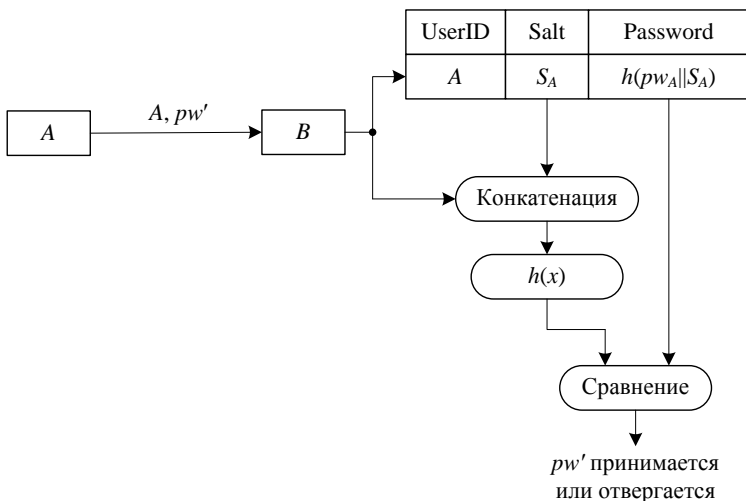 UserID Salt Password
A S_A h(pw_A||S_A)
A, pw′
A B
Конкатенация
h(x)
Сравнение
pw′ принимается
или отвергается